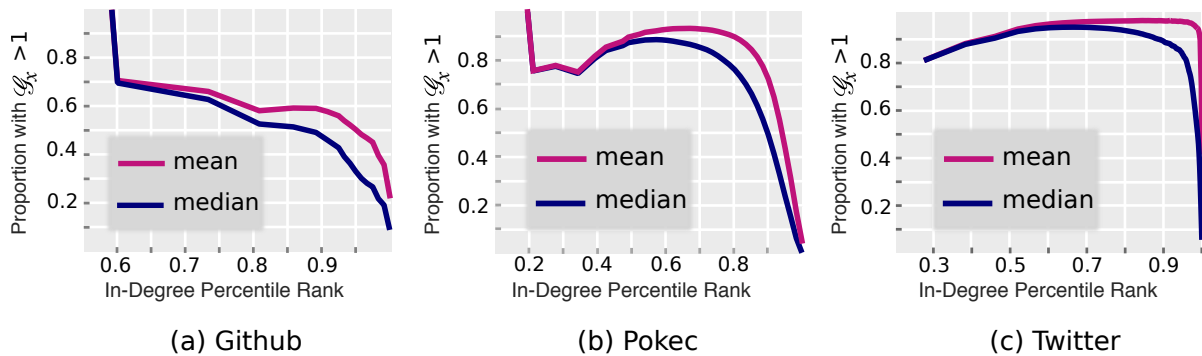 Proportion with 𝒢x >1
0.8
0.6
0.4
0.2
mean
median
0.6 0.7 0.8 0.9
In-Degree Percentile Rank
(a) Github
Proportion with 𝒢x >1
0.8
0.6
0.4
0.2
mean
median
0.2 0.4 0.6 0.8
In-Degree Percentile Rank
(b) Pokec
Proportion with 𝒢x >1
0.8
0.6
0.4
0.2
mean
median
0.3 0.5 0.7 0.9
In-Degree Percentile Rank
(c) Twitter